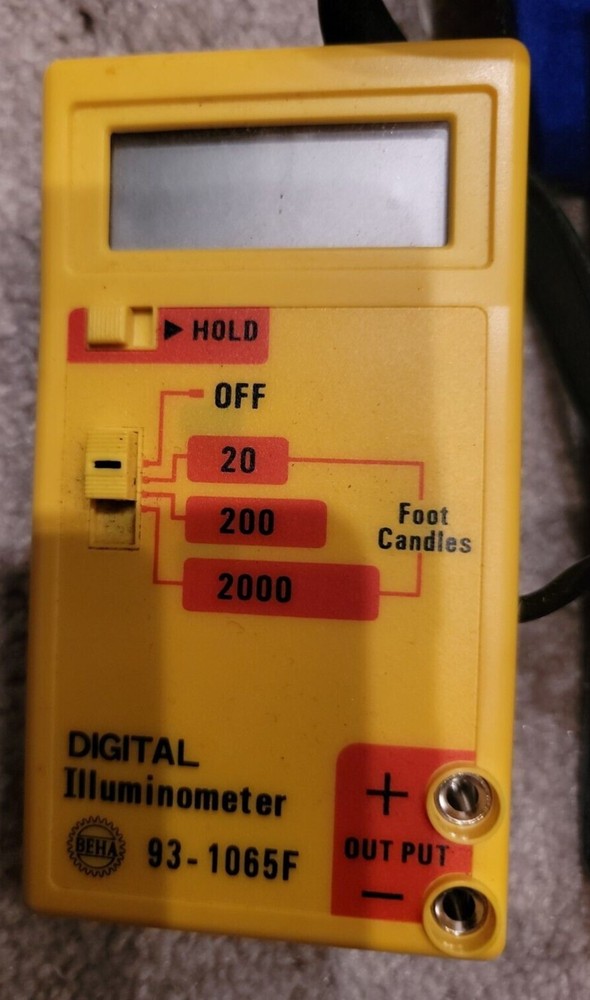 ▶ HOLD
OFF
20
200
Foot
Candles
2000
DIGITAL
Illuminometer
BEHA
93-1065F
+
OUT PUT
−